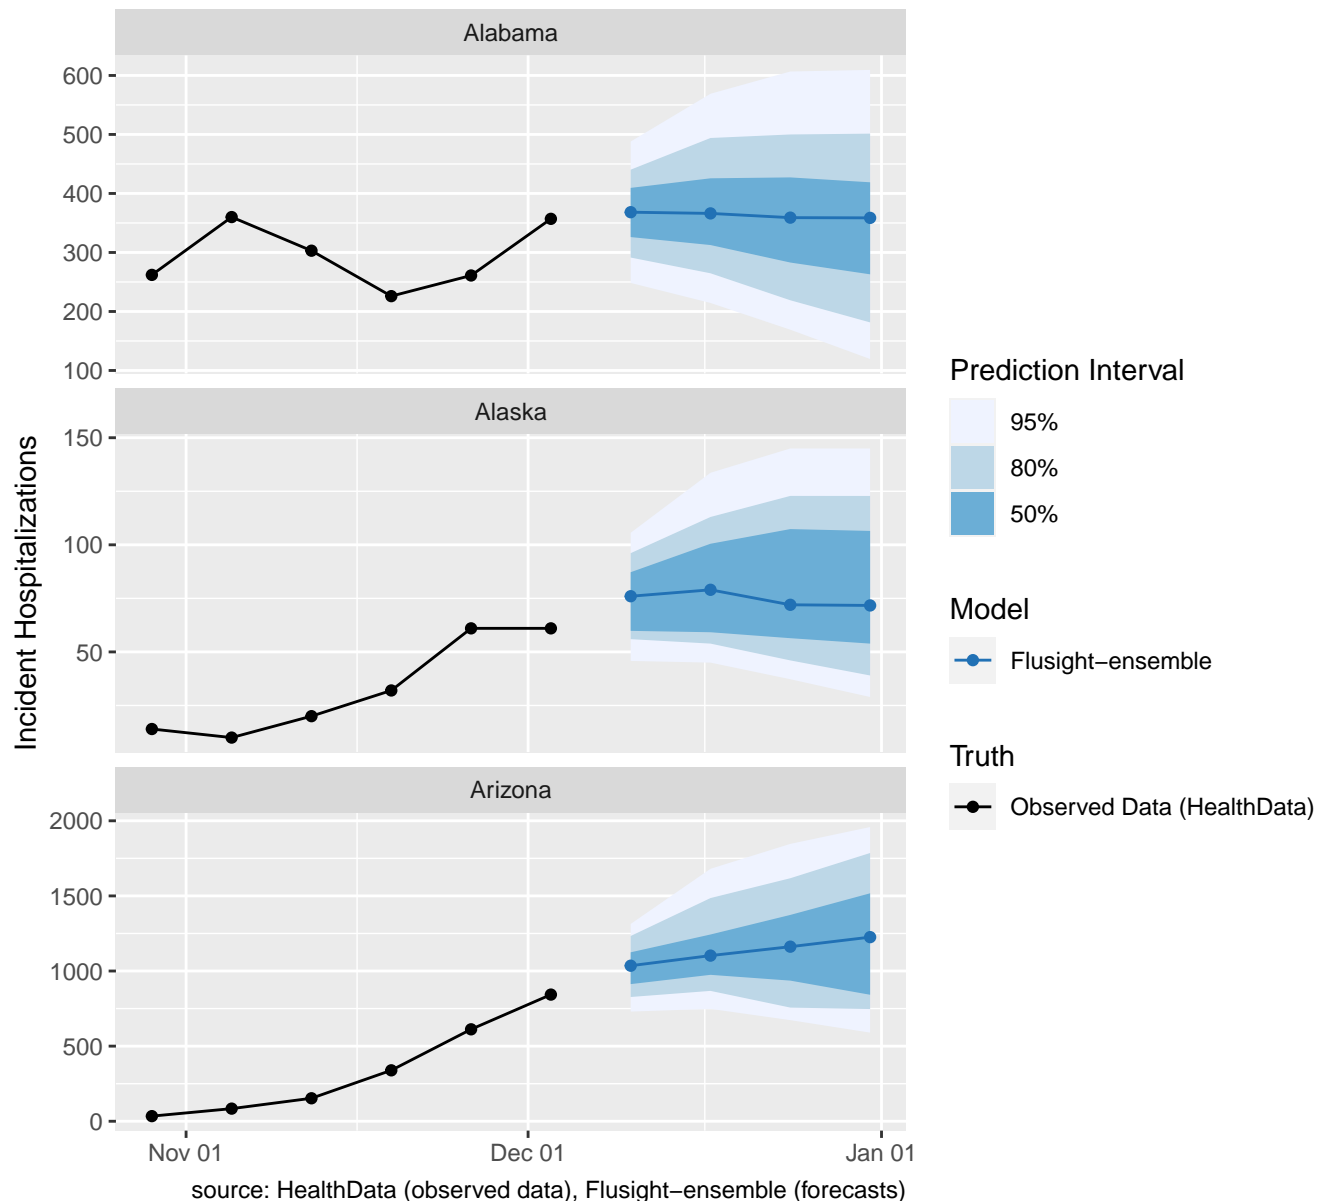 Alabama
600
500
400
300
200
100
Alaska
150
100
50
Arizona
2000
1500
1000
500
0
Nov 01
Dec 01
Jan 01
Incident Hospitalizations
source: HealthData (observed data), Flusight−ensemble (forecasts)
Prediction Interval
95%
80%
50%
Model
Flusight−ensemble
Truth
Observed Data (HealthData)